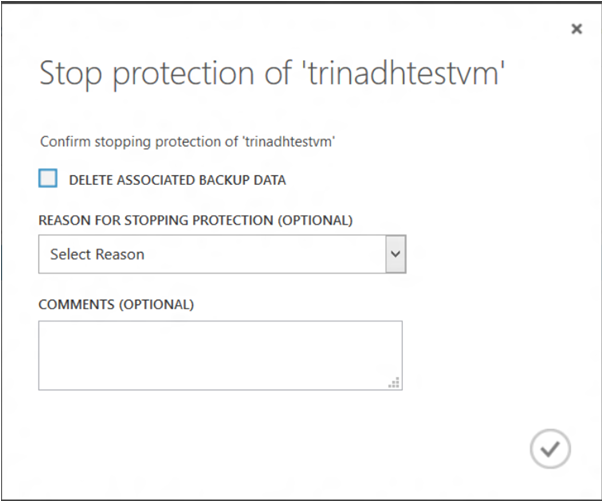 Stop protection of 'trinadhtestvm'
Confirm stopping protection of 'trinadhtestvm'
DELETE ASSOCIATED BACKUP DATA
REASON FOR STOPPING PROTECTION (OPTIONAL)
Select Reason
COMMENTS (OPTIONAL)